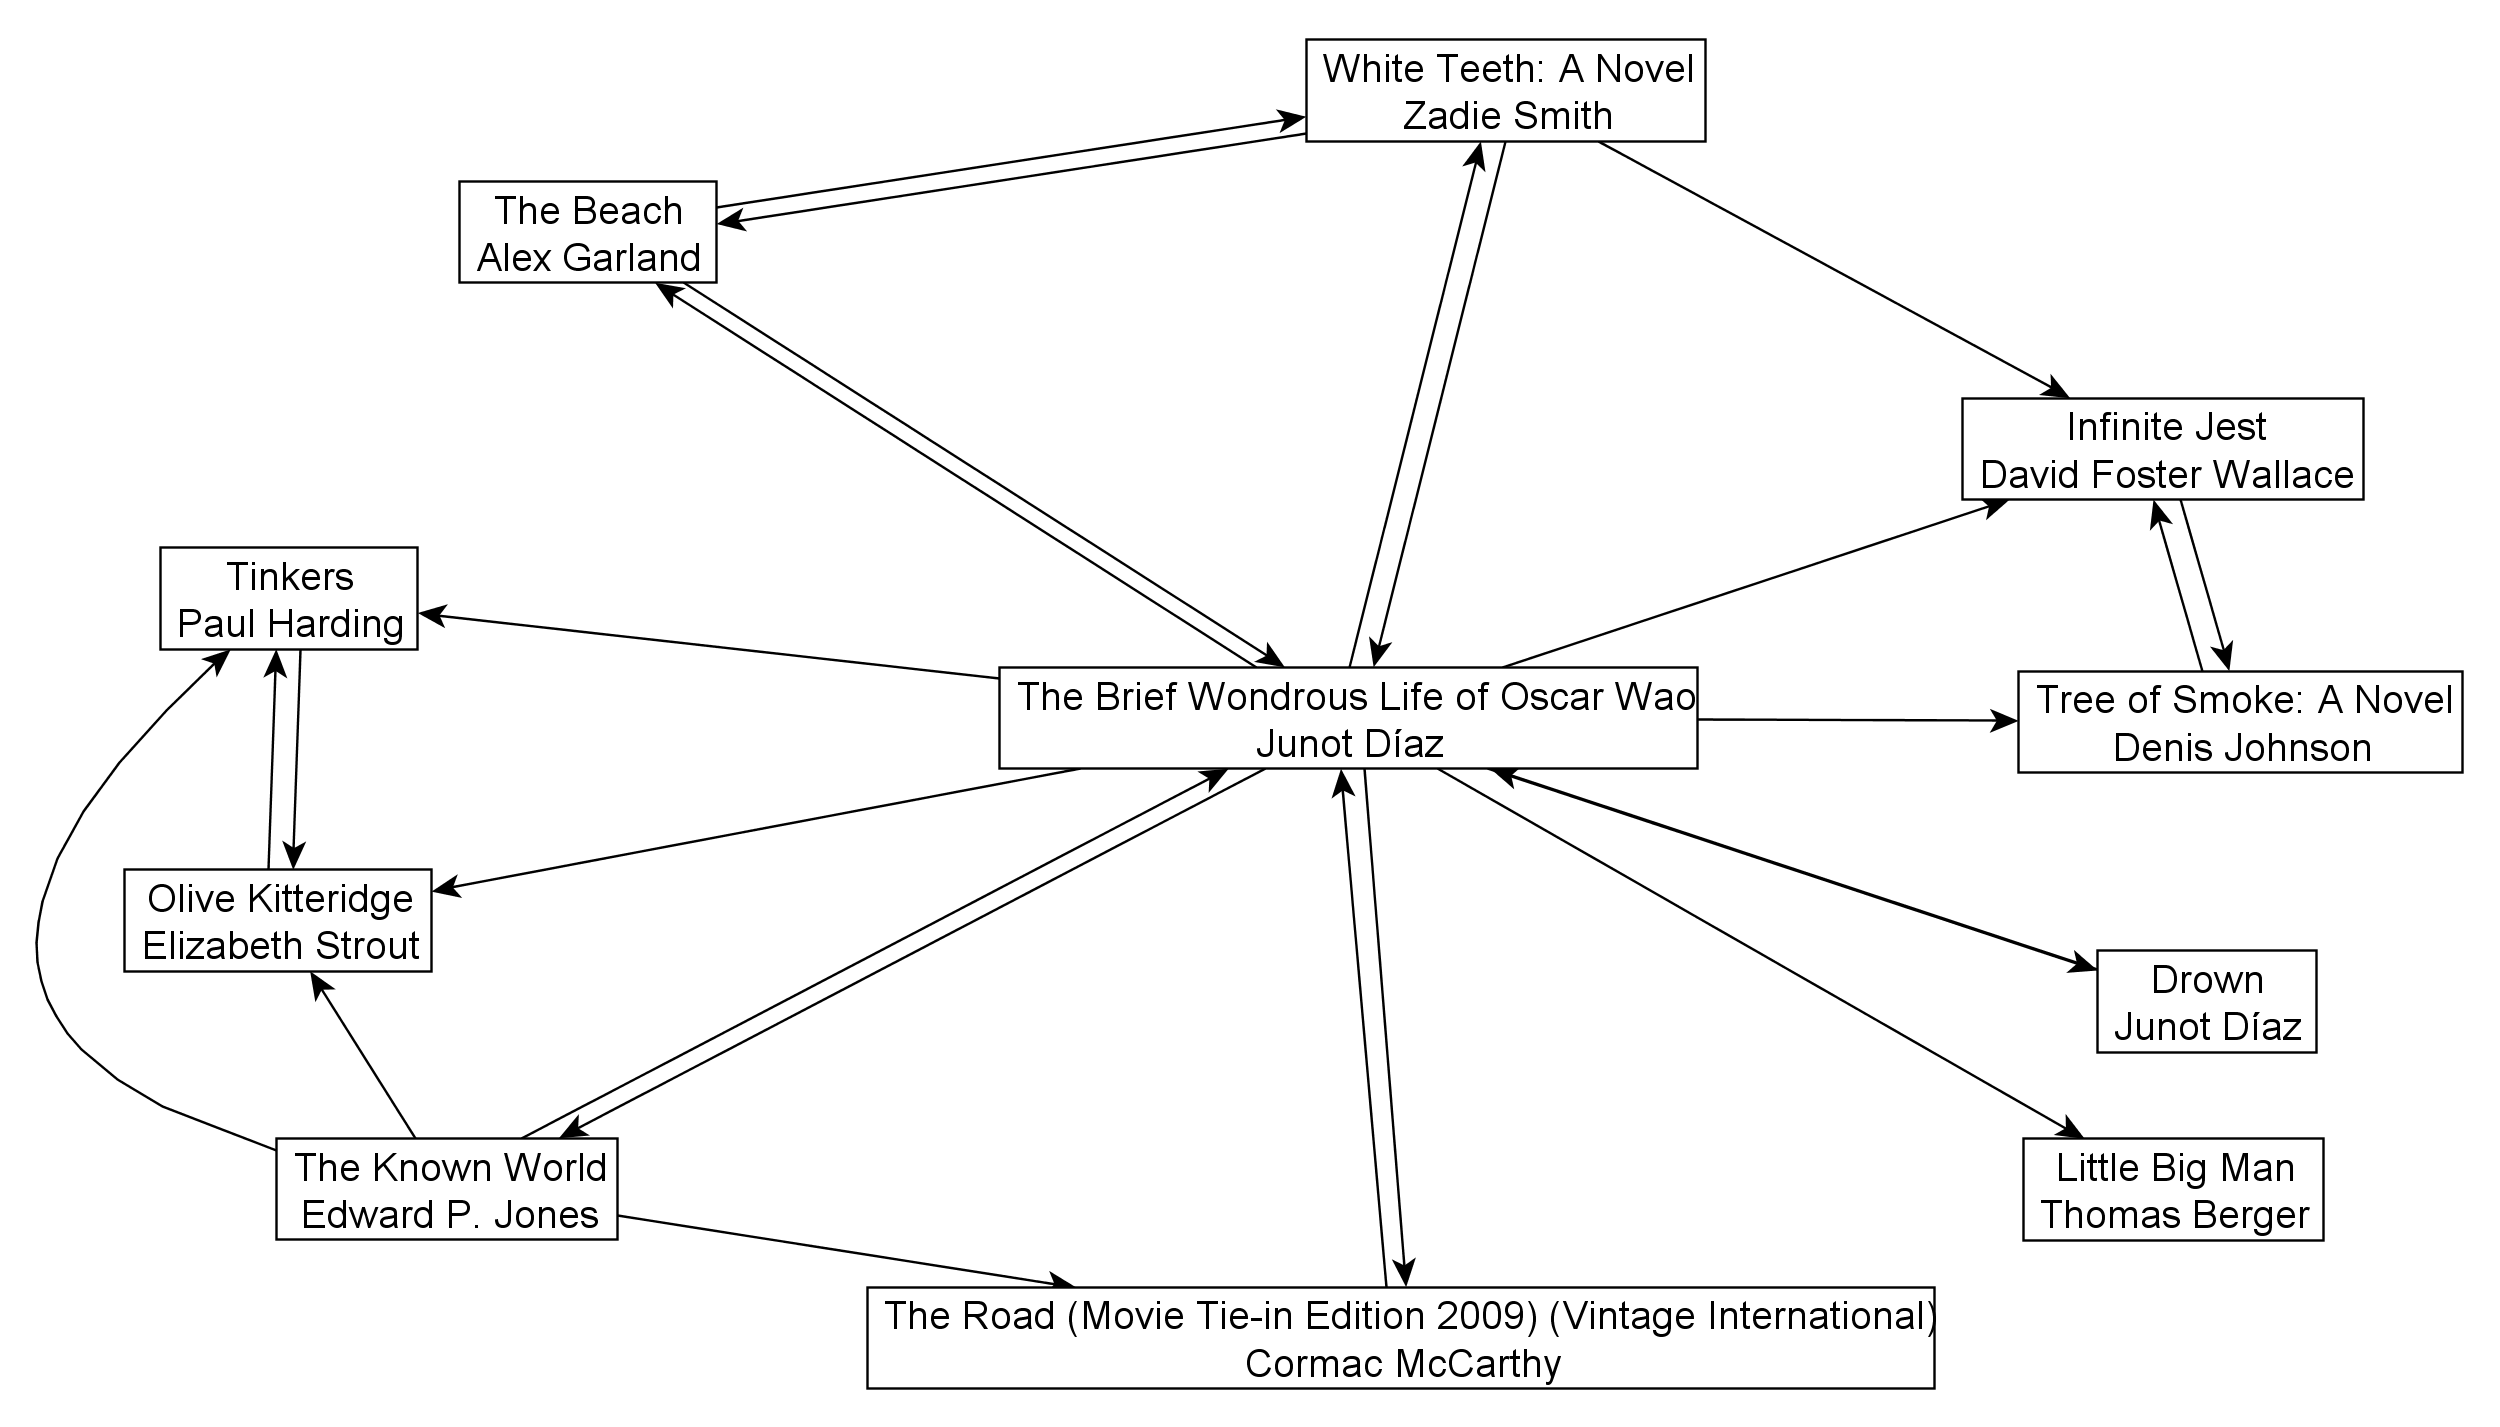 White Teeth: A Novel
Zadie Smith
The Beach
Alex Garland
Infinite Jest
David Foster Wallace
Tinkers
Paul Harding
The Brief Wondrous Life of Oscar Wao
Junot Díaz
Tree of Smoke: A Novel
Denis Johnson
Olive Kitteridge
Elizabeth Strout
Drown
Junot Díaz
The Known World
Edward P. Jones
Little Big Man
Thomas Berger
The Road (Movie Tie-in Edition 2009) (Vintage International)
Cormac McCarthy